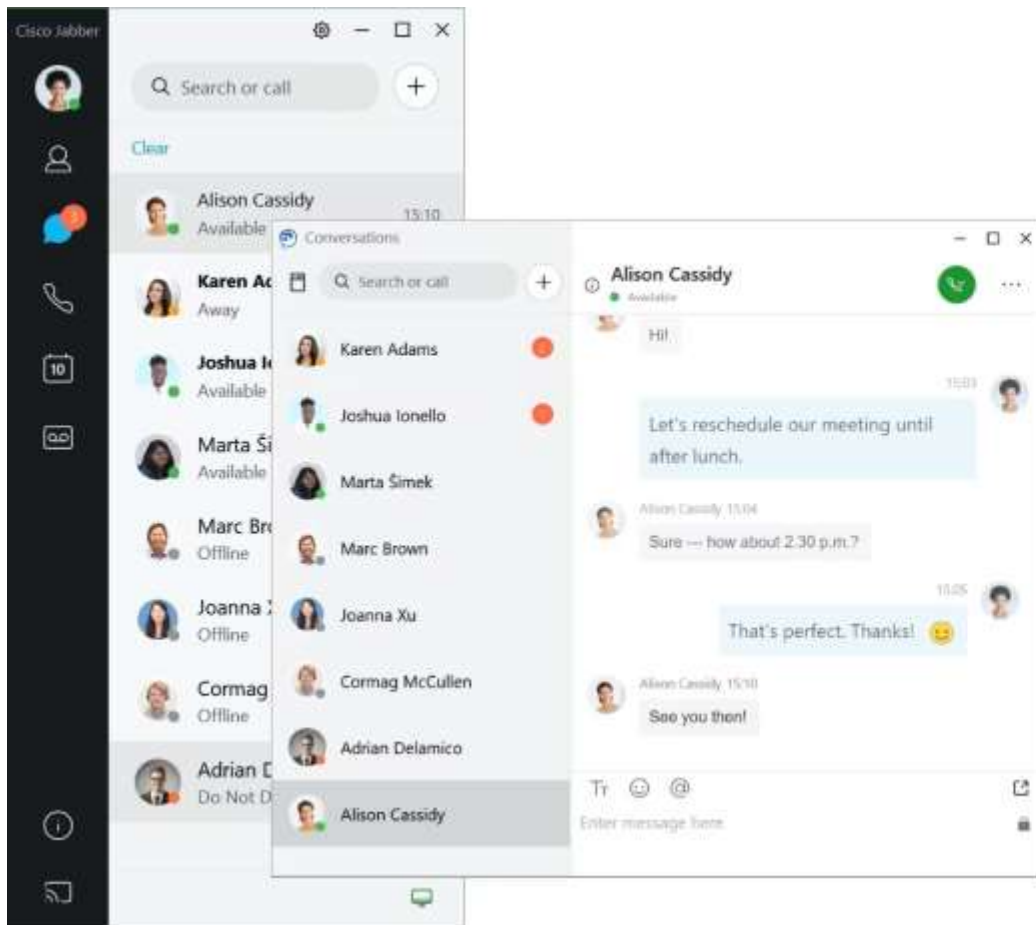 Cisco Jabber
Search or call
Clear
Alison Cassidy
Available
15:10
Karen Ad
Away
Joshua Io
Available
Marta Ši
Available
Marc Bro
Offline
Joanna X
Offline
Cormag
Offline
Adrian D
Do Not D
10
Conversations
Search or call
Karen Adams
Joshua Ionello
Marta Šimek
Marc Brown
Joanna Xu
Cormag McCullen
Adrian Delamico
Alison Cassidy
Alison Cassidy
Available
Hi!
15:03
Let's reschedule our meeting until
after lunch.
Alison Cassidy 15:04
Sure --- how about 2.30 p.m.?
15:05
That's perfect. Thanks!
Alison Cassidy 15:10
See you then!
Enter message here